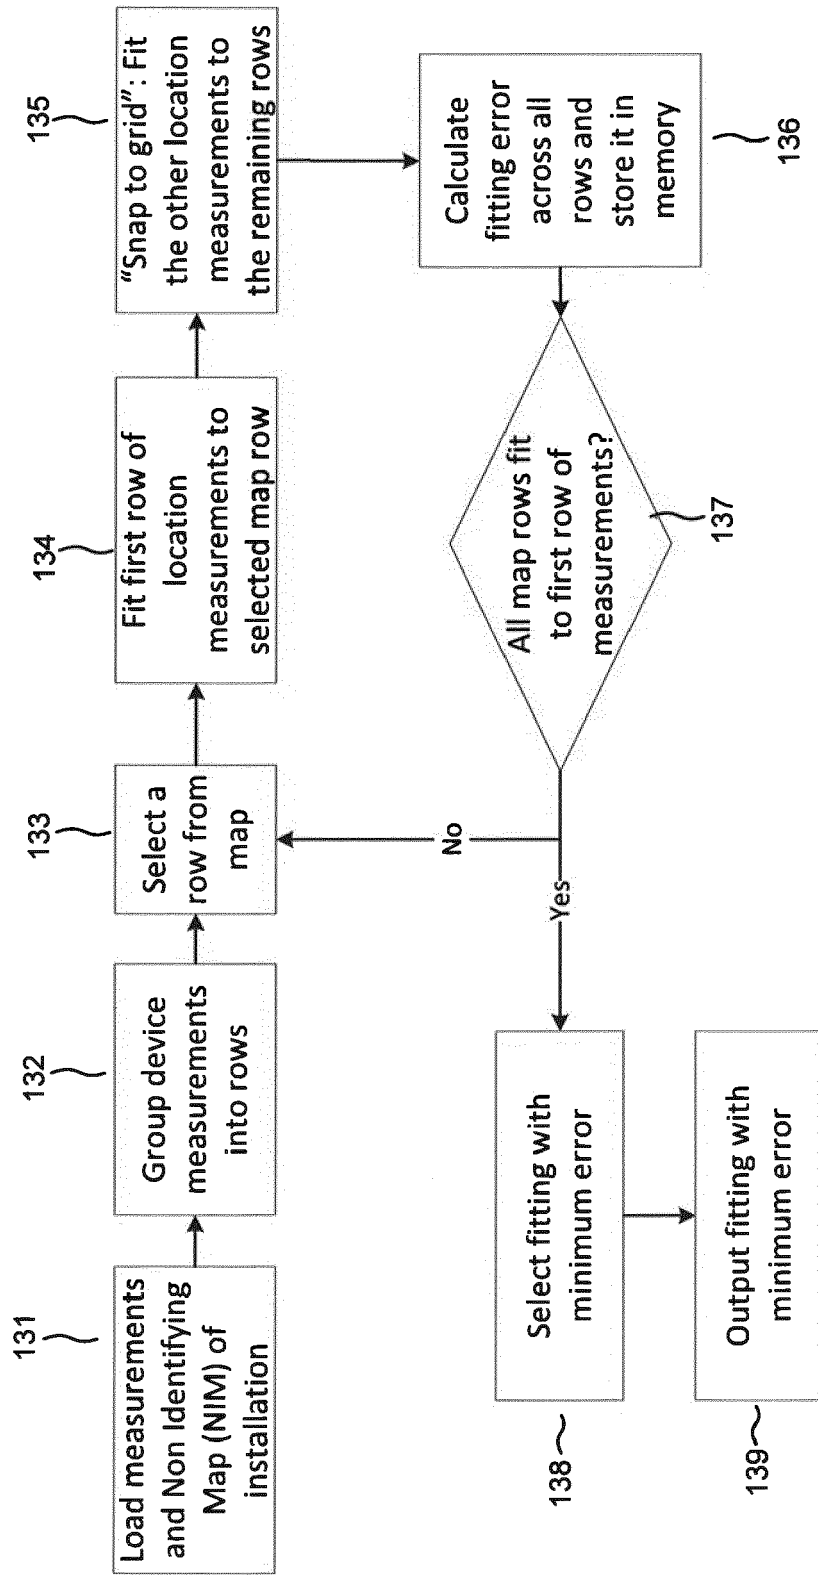 131
Load measurements
and Non Identifying
Map (NIM) of
installation
132
Group device
measurements
into rows
133
Select a
row from
map
134
Fit first row of
location
measurements to
selected map row
135
“Snap to grid”: Fit
the other location
measurements to
the remaining rows
Calculate
fitting error
across all
rows and
store it in
memory
136
All map rows fit
to first row of
measurements?
137
No
Yes
Select fitting with
minimum error
138
Output fitting with
minimum error
139